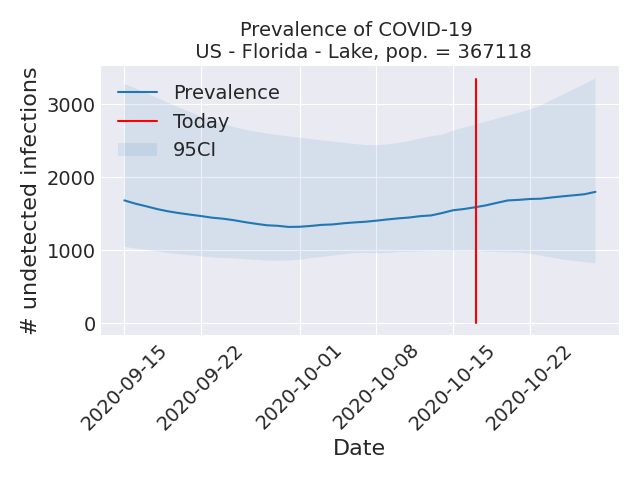 Prevalence of COVID-19
US - Florida - Lake, pop. = 367118
# undetected infections
3000
2000
1000
0
Prevalence
Today
95CI
2020-09-15
2020-09-22
2020-10-01
2020-10-08
2020-10-15
2020-10-22
Date